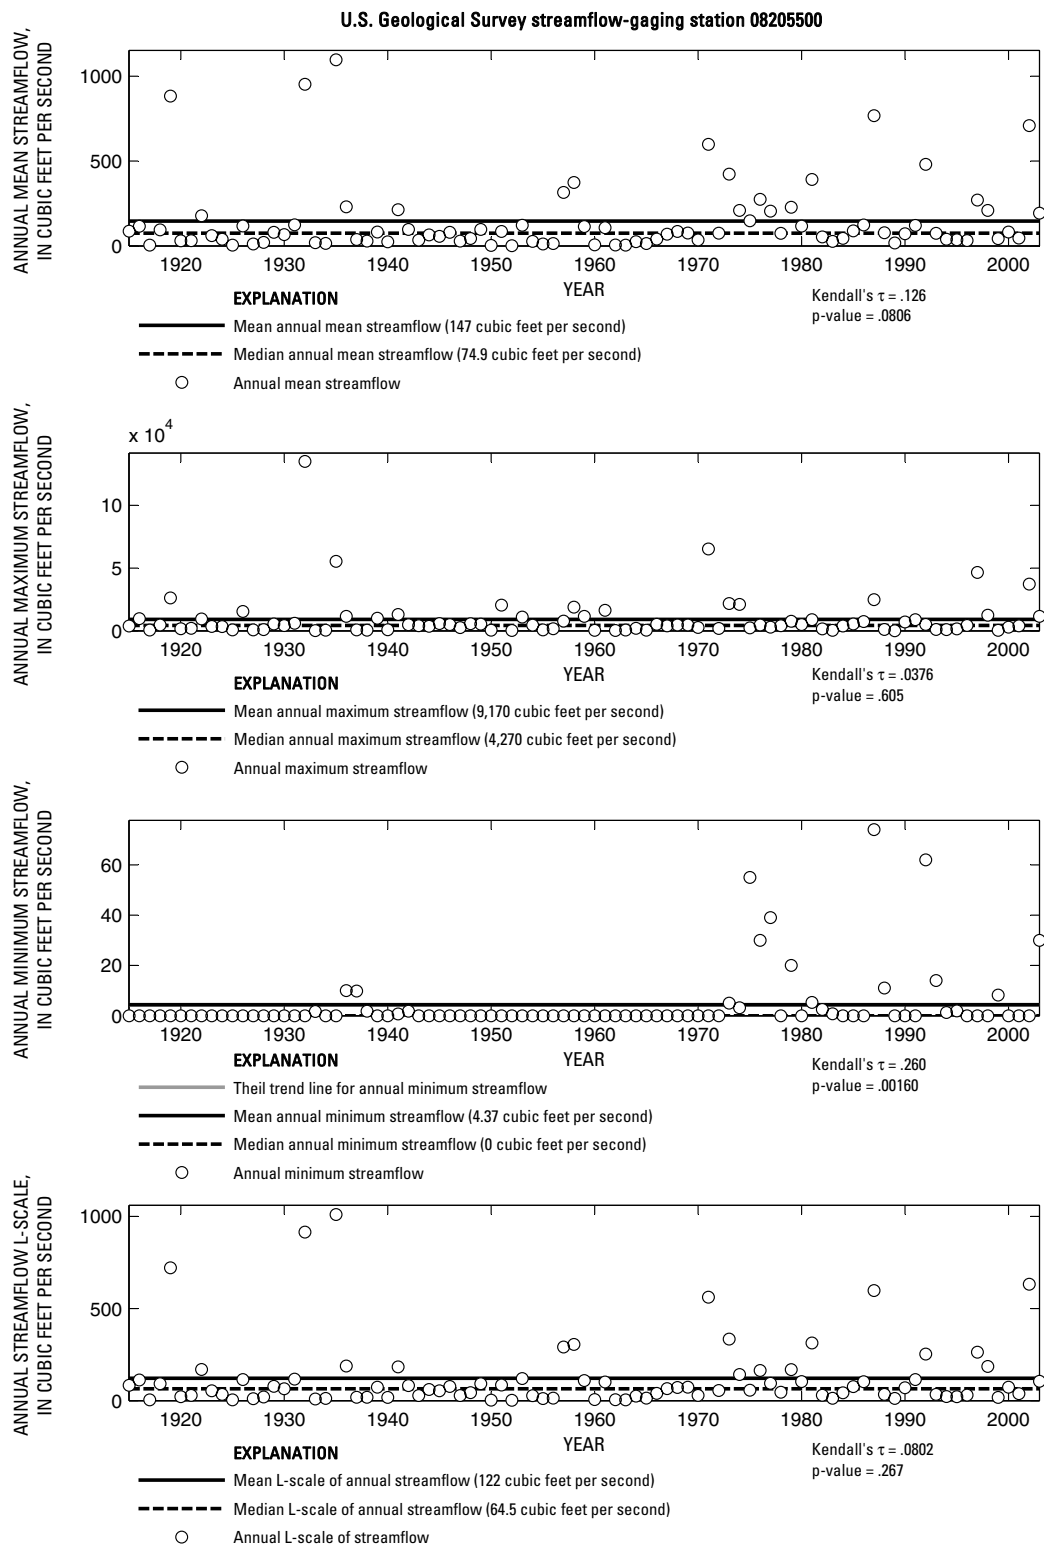 U.S. Geological Survey streamflow-gaging station 08205500
ANNUAL MEAN STREAMFLOW,
IN CUBIC FEET PER SECOND
1000
500
0
1920 1930 1940 1950 1960 1970 1980 1990 2000
YEAR
Kendall's τ = .126
p-value = .0806
EXPLANATION
Mean annual mean streamflow (147 cubic feet per second)
Median annual mean streamflow (74.9 cubic feet per second)
Annual mean streamflow
ANNUAL MAXIMUM STREAMFLOW,
IN CUBIC FEET PER SECOND
x 10^4
10
5
0
1920 1930 1940 1950 1960 1970 1980 1990 2000
YEAR
Kendall's τ = .0376
p-value = .605
EXPLANATION
Mean annual maximum streamflow (9,170 cubic feet per second)
Median annual maximum streamflow (4,270 cubic feet per second)
Annual maximum streamflow
ANNUAL MINIMUM STREAMFLOW,
IN CUBIC FEET PER SECOND
60
40
20
0
1920 1930 1940 1950 1960 1970 1980 1990 2000
YEAR
Kendall's τ = .260
p-value = .00160
EXPLANATION
Theil trend line for annual minimum streamflow
Mean annual minimum streamflow (4.37 cubic feet per second)
Median annual minimum streamflow (0 cubic feet per second)
Annual minimum streamflow
ANNUAL STREAMFLOW L-SCALE,
IN CUBIC FEET PER SECOND
1000
500
0
1920 1930 1940 1950 1960 1970 1980 1990 2000
YEAR
Kendall's τ = .0802
p-value = .267
EXPLANATION
Mean L-scale of annual streamflow (122 cubic feet per second)
Median L-scale of annual streamflow (64.5 cubic feet per second)
Annual L-scale of streamflow